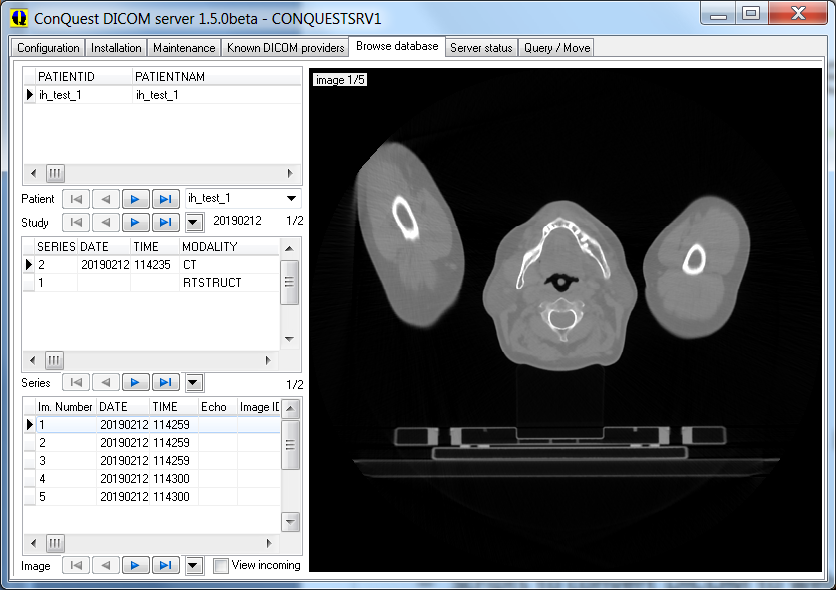 ConQuest DICOM server 1.5.0beta - CONQUESTSRV1
Configuration Installation Maintenance Known DICOM providers Browse database Server status Query / Move
PATIENTID PATIENTNAM
ih_test_1 ih_test_1
Patient ih_test_1
Study 20190212 1/2
SERIES DATE TIME MODALITY
2 20190212 114235 CT
1 RTSTRUCT
Series 1/2
Im. Number DATE TIME Echo Image ID
1 20190212 114259
2 20190212 114259
3 20190212 114259
4 20190212 114300
5 20190212 114300
Image View incoming
image 1/5